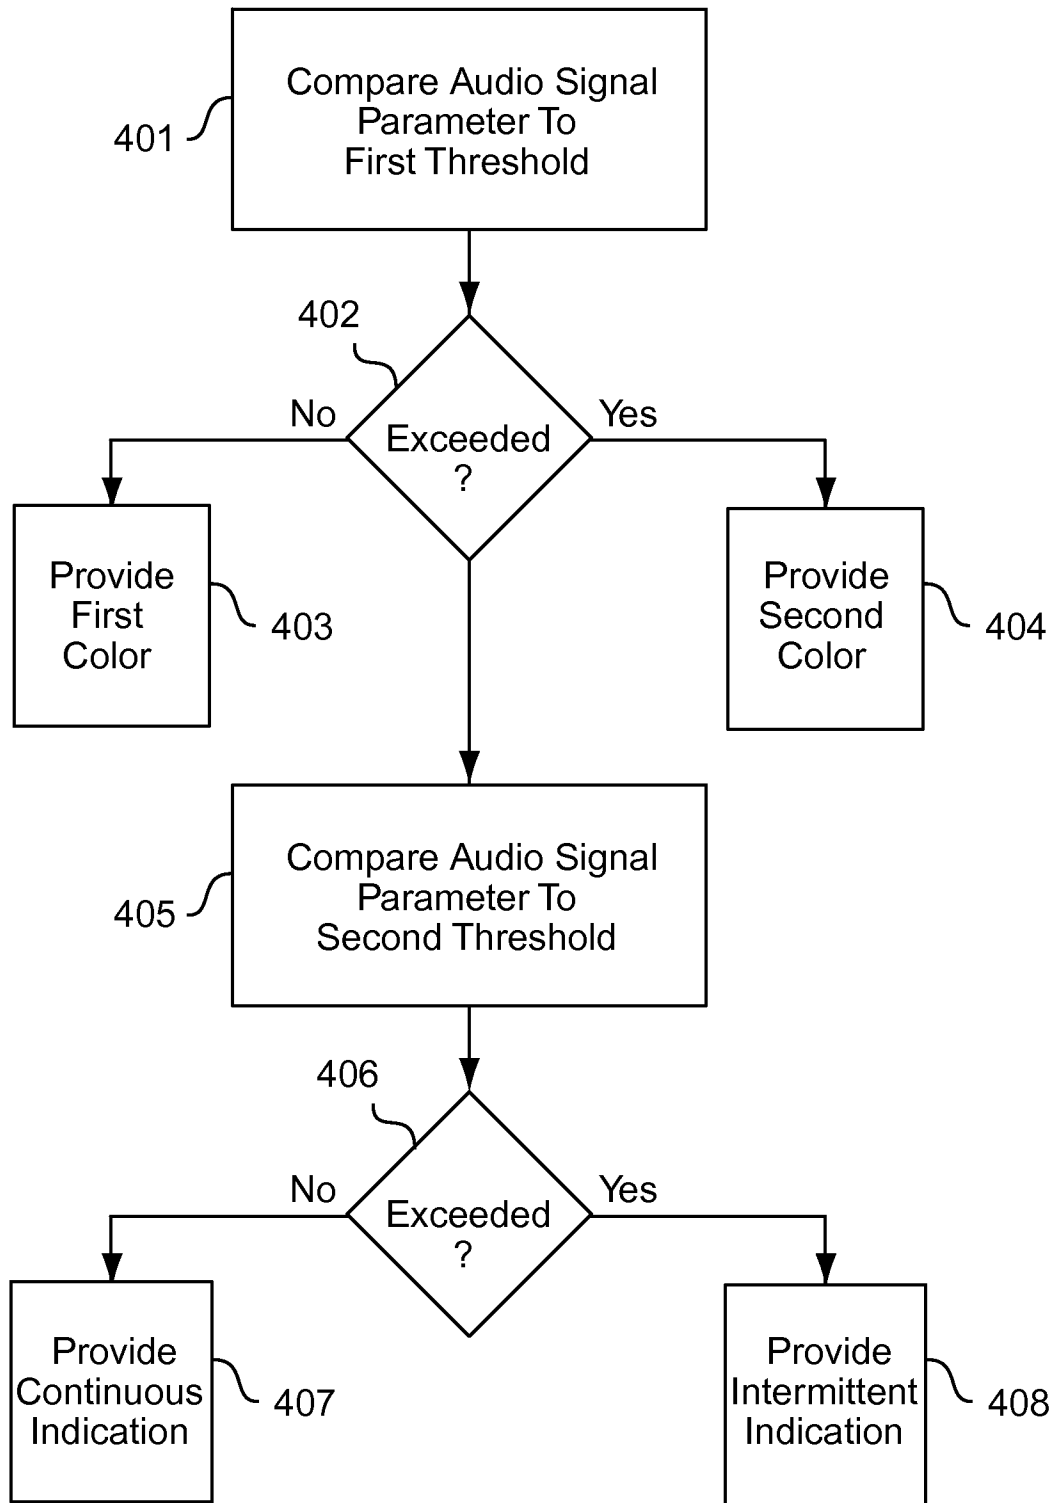 Compare Audio Signal
Parameter To
First Threshold
401
402
No
Yes
Exceeded
?
Provide
First
Color
403
Provide
Second
Color
404
Compare Audio Signal
Parameter To
Second Threshold
405
406
No
Yes
Exceeded
?
Provide
Continuous
Indication
407
Provide
Intermittent
Indication
408